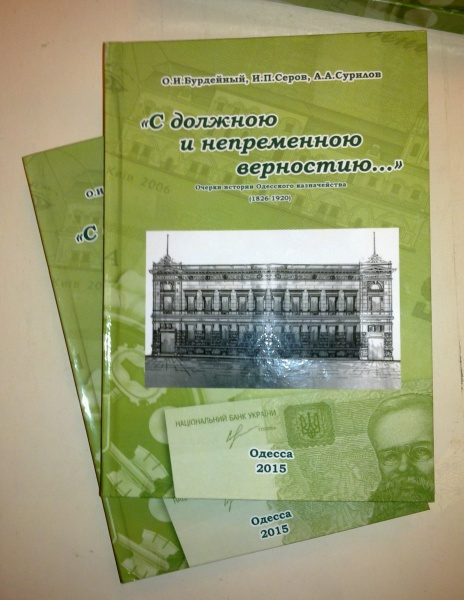 О.И.Бурдейный, И.П.Серов, А.А.Сурилов
«С должною
и непременною
верностию...»
Очерки истории Одесского казначейства
(1826-1920)
НАЦІОНАЛЬНИЙ БАНК УКРАЇНИ
Одесса
2015
О.И
«С
2006
Одесса
2015